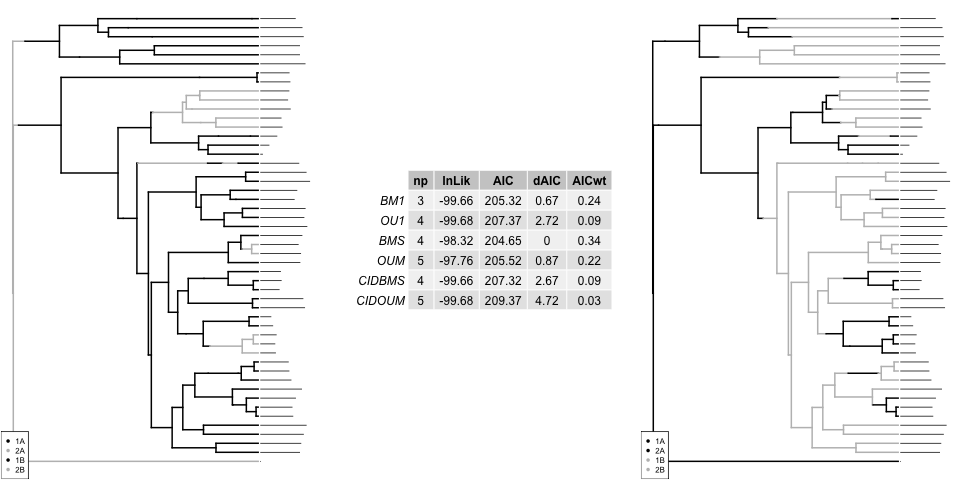 np lnLik AIC dAIC AICwt
BM1 3 -99.66 205.32 0.67 0.24
OU1 4 -99.68 207.37 2.72 0.09
BMS 4 -98.32 204.65 0 0.34
OUM 5 -97.76 205.52 0.87 0.22
CIDBMS 4 -99.66 207.32 2.67 0.09
CIDOUM 5 -99.68 209.37 4.72 0.03
1A
2A
1B
2B
1A
2A
1B
2B